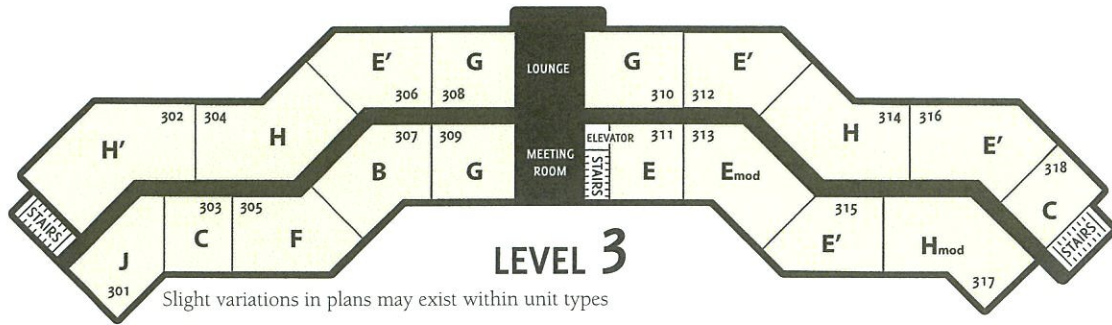 E′
306
G
308
LOUNGE
G
310
E′
312
302
H′
304
H
H
314
316
E′
318
C
STAIRS
307
B
309
G
MEETING
ROOM
ELEVATOR
STAIRS
311
E
313
Emod
STAIRS
J
301
303
C
305
F
315
E′
Hmod
317
LEVEL 3
Slight variations in plans may exist within unit types